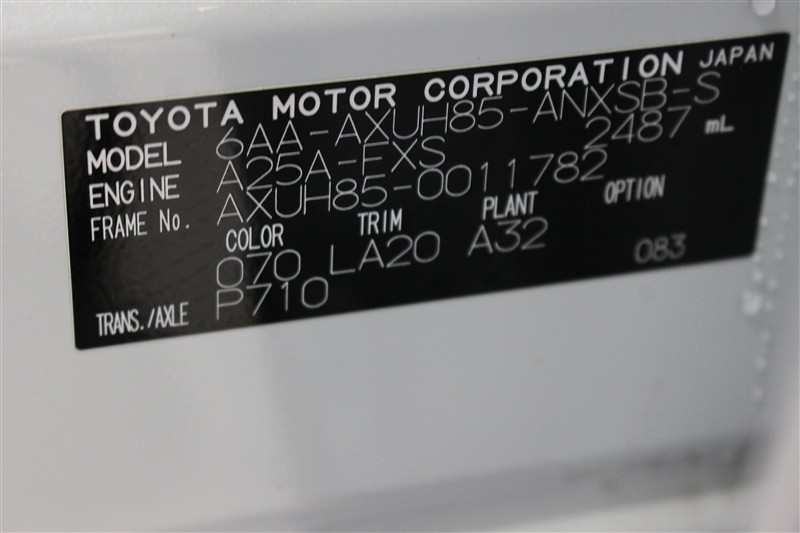 TOYOTA MOTOR CORPORATION JAPAN
MODEL 6AA-AXUH85-ANXSB-S
ENGINE A25A-FXS 2487 mL
FRAME No. AXUH85-0011782
COLOR TRIM PLANT OPTION
070 LA20 A32
TRANS./AXLE P710 083